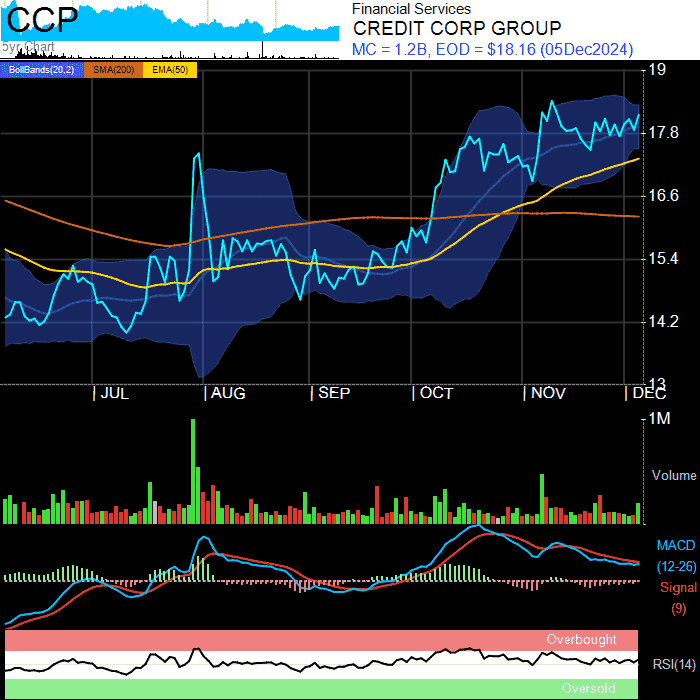 CCP
5yr Chart
Financial Services
CREDIT CORP GROUP
MC = 1.2B, EOD = $18.16 (05Dec2024)
BollBands(20,2) SMA(200) EMA(50)
19
17.8
16.6
15.4
14.2
13
JUL AUG SEP OCT NOV DEC
1M
Volume
MACD
(12-26)
Signal
(9)
Overbought
RSI(14)
Oversold